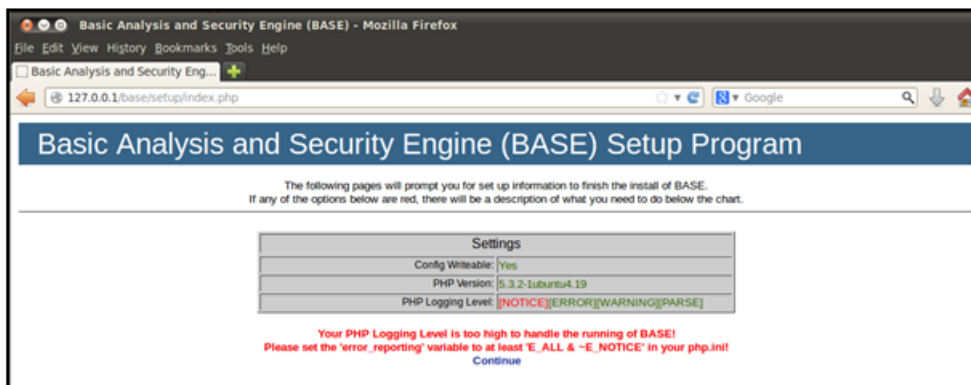 Basic Analysis and Security Engine (BASE) - Mozilla Firefox
File Edit View History Bookmarks Tools Help
Basic Analysis and Security Eng...
127.0.0.1/base/setup/index.php
Google
Basic Analysis and Security Engine (BASE) Setup Program
The following pages will prompt you for set up information to finish the install of BASE.
If any of the options below are red, there will be a description of what you need to do below the chart.
Settings
Config Writeable: Yes
PHP Version: 5.3.2-1ubuntu4.19
PHP Logging Level: [NOTICE][ERROR][WARNING][PARSE]
Your PHP Logging Level is too high to handle the running of BASE!
Please set the 'error_reporting' variable to at least 'E_ALL & ~E_NOTICE' in your php.ini!
Continue